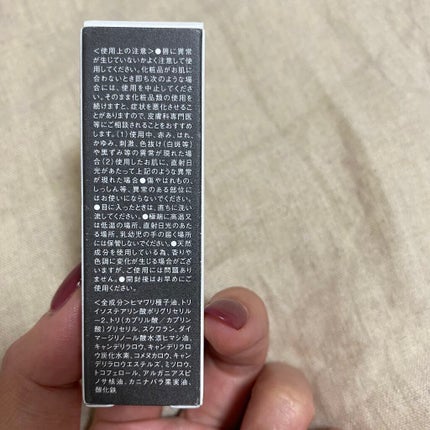 ＜使用上の注意＞●唇に異常
が生じていないかよく注意して使
用してください。化粧品がお肌に
合わないとき即ち次のような場
合には、使用を中止してくださ
い。そのまま化粧品類の使用を
続けますと、症状を悪化させるこ
とがありますので、皮膚科専門医
等にご相談されることをおすすめ
します。(1)使用中、赤み、はれ、
かゆみ、刺激、色抜け(白斑等)
や黒ずみ等の異常が現れた場
合(2)使用したお肌に、直射日
光があたって上記のような異常
が現れた場合●傷やはれもの、
しっしん等、異常のある部位に
はお使いにならないでください。
●目に入ったときは、直ちに洗い
流してください。●極端に高温又
は低温の場所、直射日光のあた
る場所、乳幼児の手の届く場所
には保管しないでください。●天然
成分を使用している為、香りや
色調に変化が生じる場合がござ
いますが、ご使用には問題ありま
せん。●開封後はお早めにご
使用ください。
＜全成分＞ヒマワリ種子油、トリ
イソステアリン酸ポリグリセリル
－2、トリ(カプリル酸／カプリン
酸)グリセリル、スクワラン、ダイ
マージリノール酸水添ヒマシ油、
キャンデリラロウ、キャンデリラロ
ウ炭化水素、コメヌカロウ、キャン
デリラロウエステルズ、ミツロウ、
トコフェロール、アルガニアスピ
ノサ核油、カニナバラ果実油、
酸化鉄